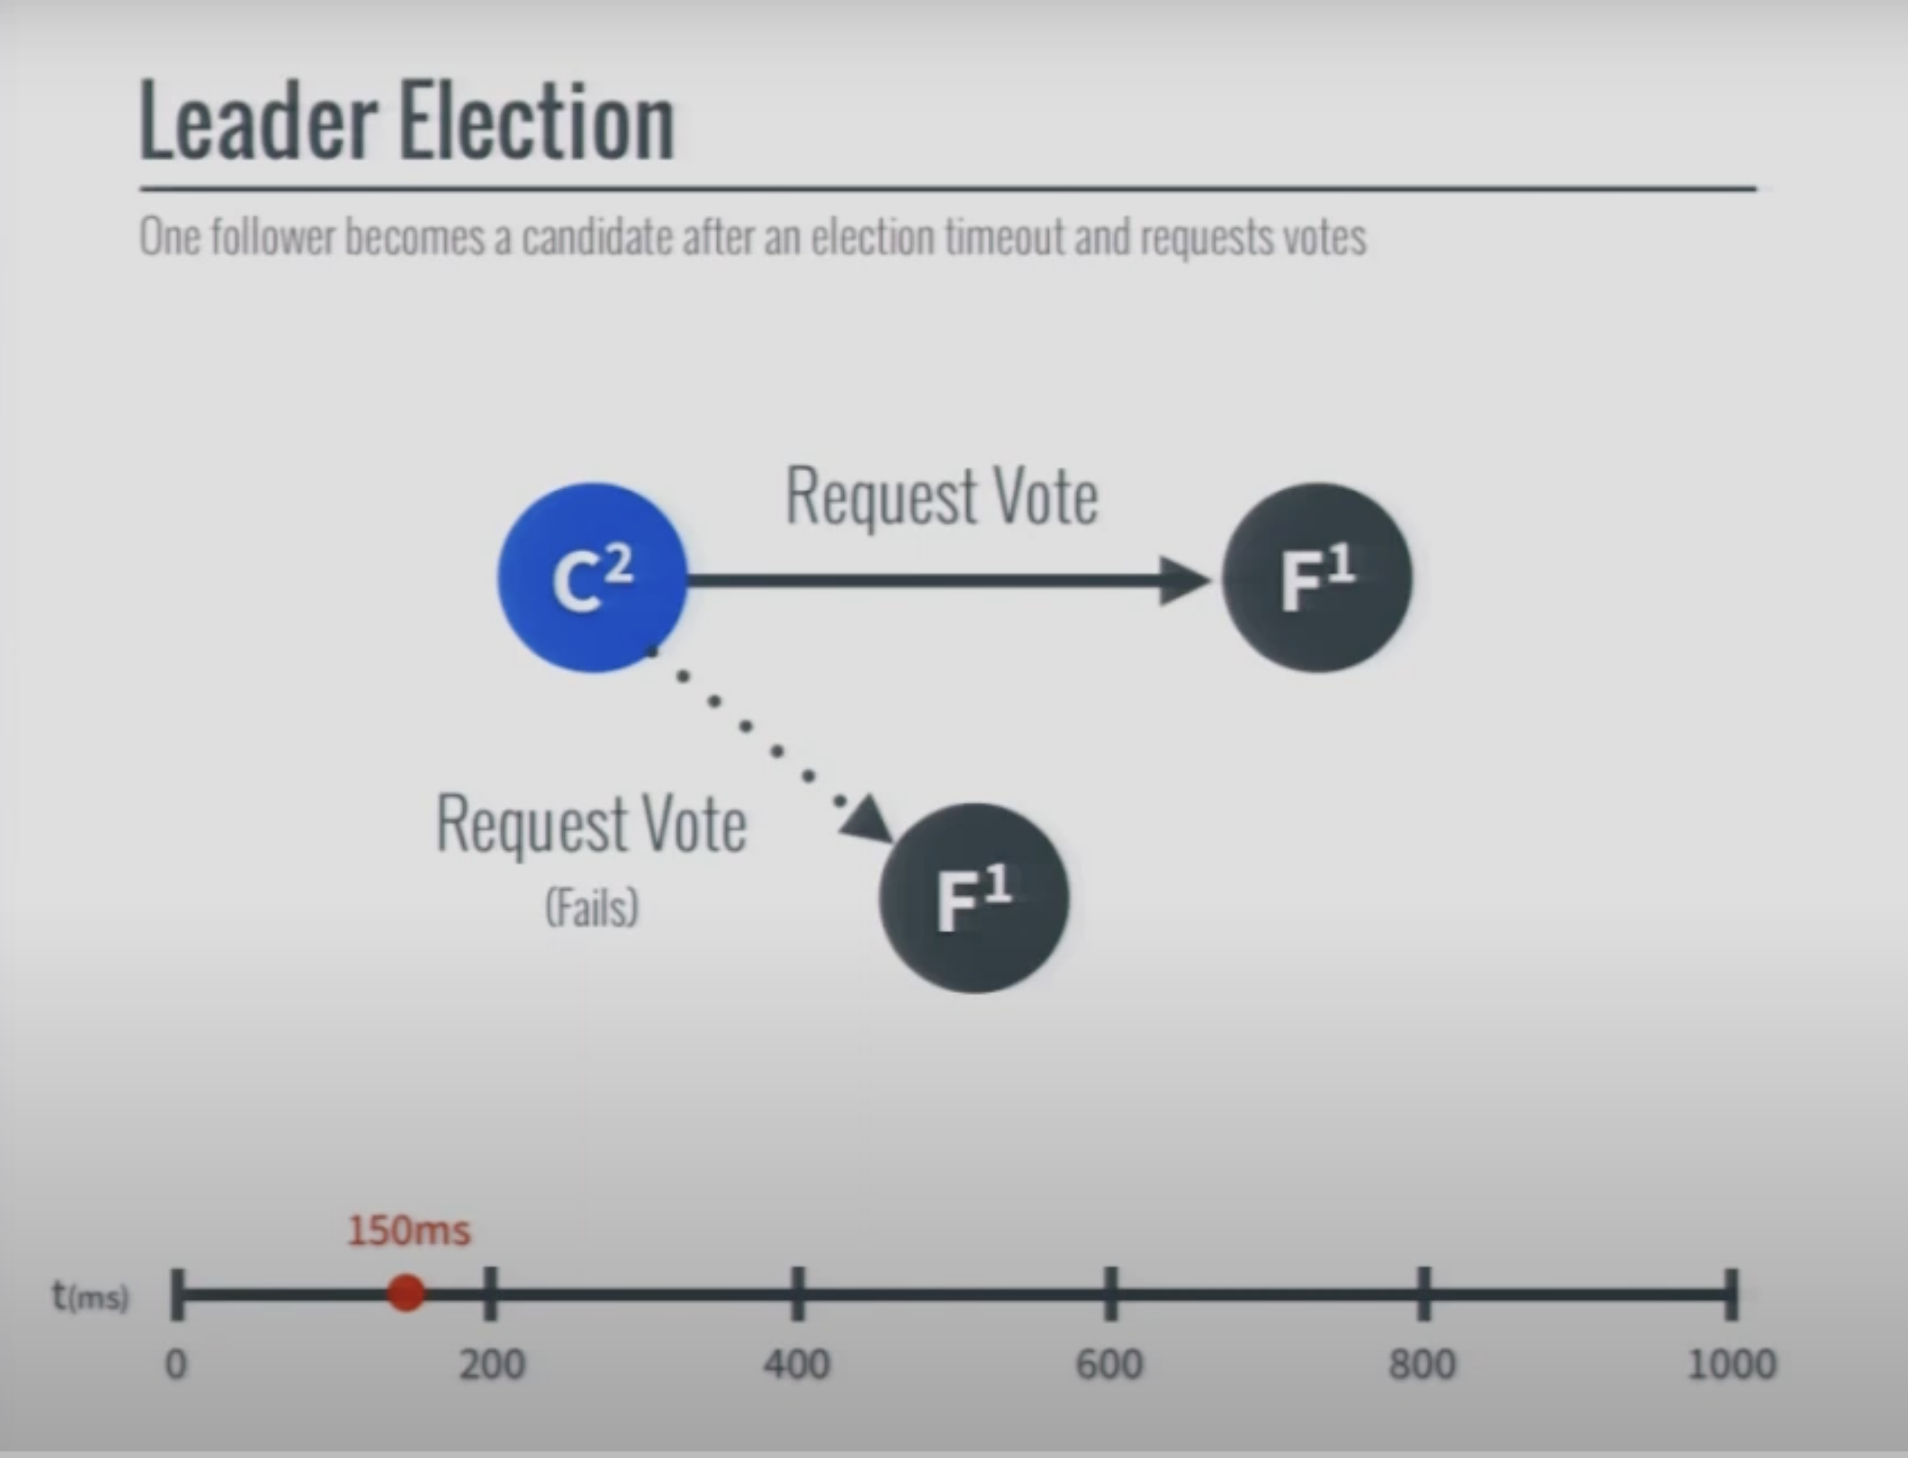 Leader Election
One follower becomes a candidate after an election timeout and requests votes
Request Vote
C²
F¹
Request Vote
(Fails)
F¹
150ms
t(ms)
0 200 400 600 800 1000